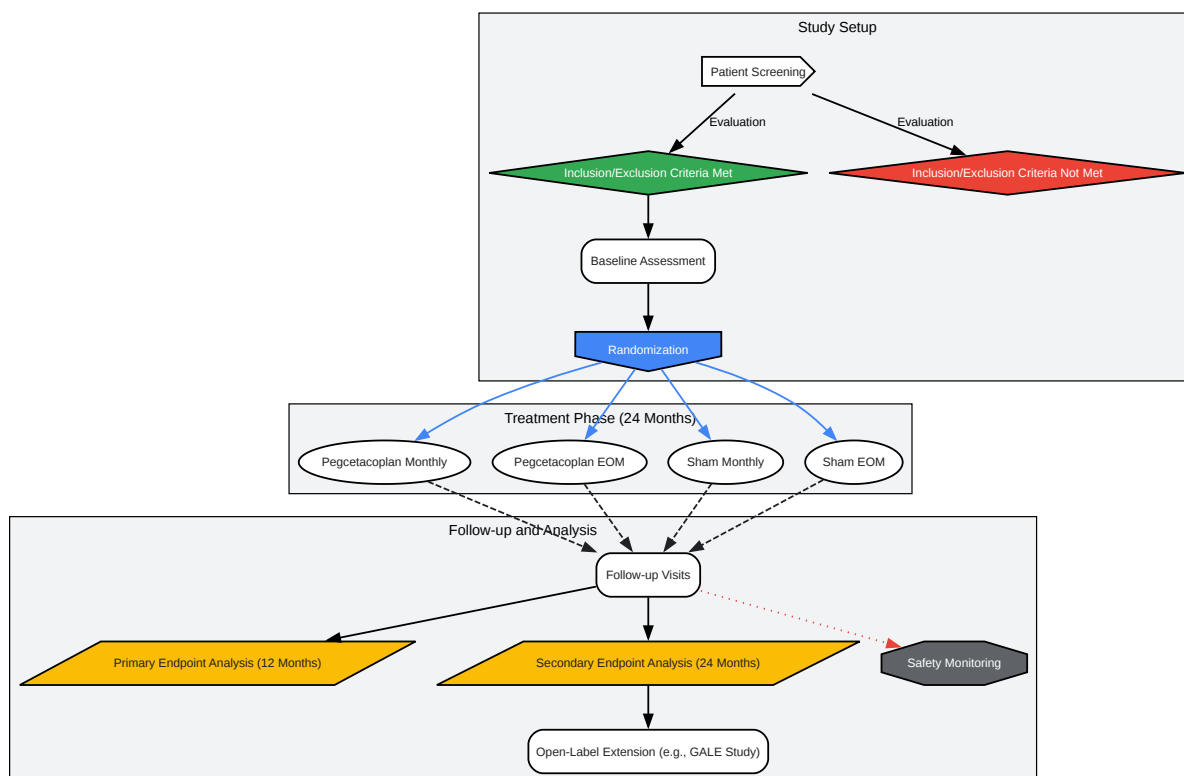 Study Setup
Patient Screening
Evaluation
Evaluation
Inclusion/Exclusion Criteria Met
Inclusion/Exclusion Criteria Not Met
Baseline Assessment
Randomization
Treatment Phase (24 Months)
Pegcetacoplan Monthly
Pegcetacoplan EOM
Sham Monthly
Sham EOM
Follow-up and Analysis
Follow-up Visits
Primary Endpoint Analysis (12 Months)
Secondary Endpoint Analysis (24 Months)
Safety Monitoring
Open-Label Extension (e.g., GALE Study)